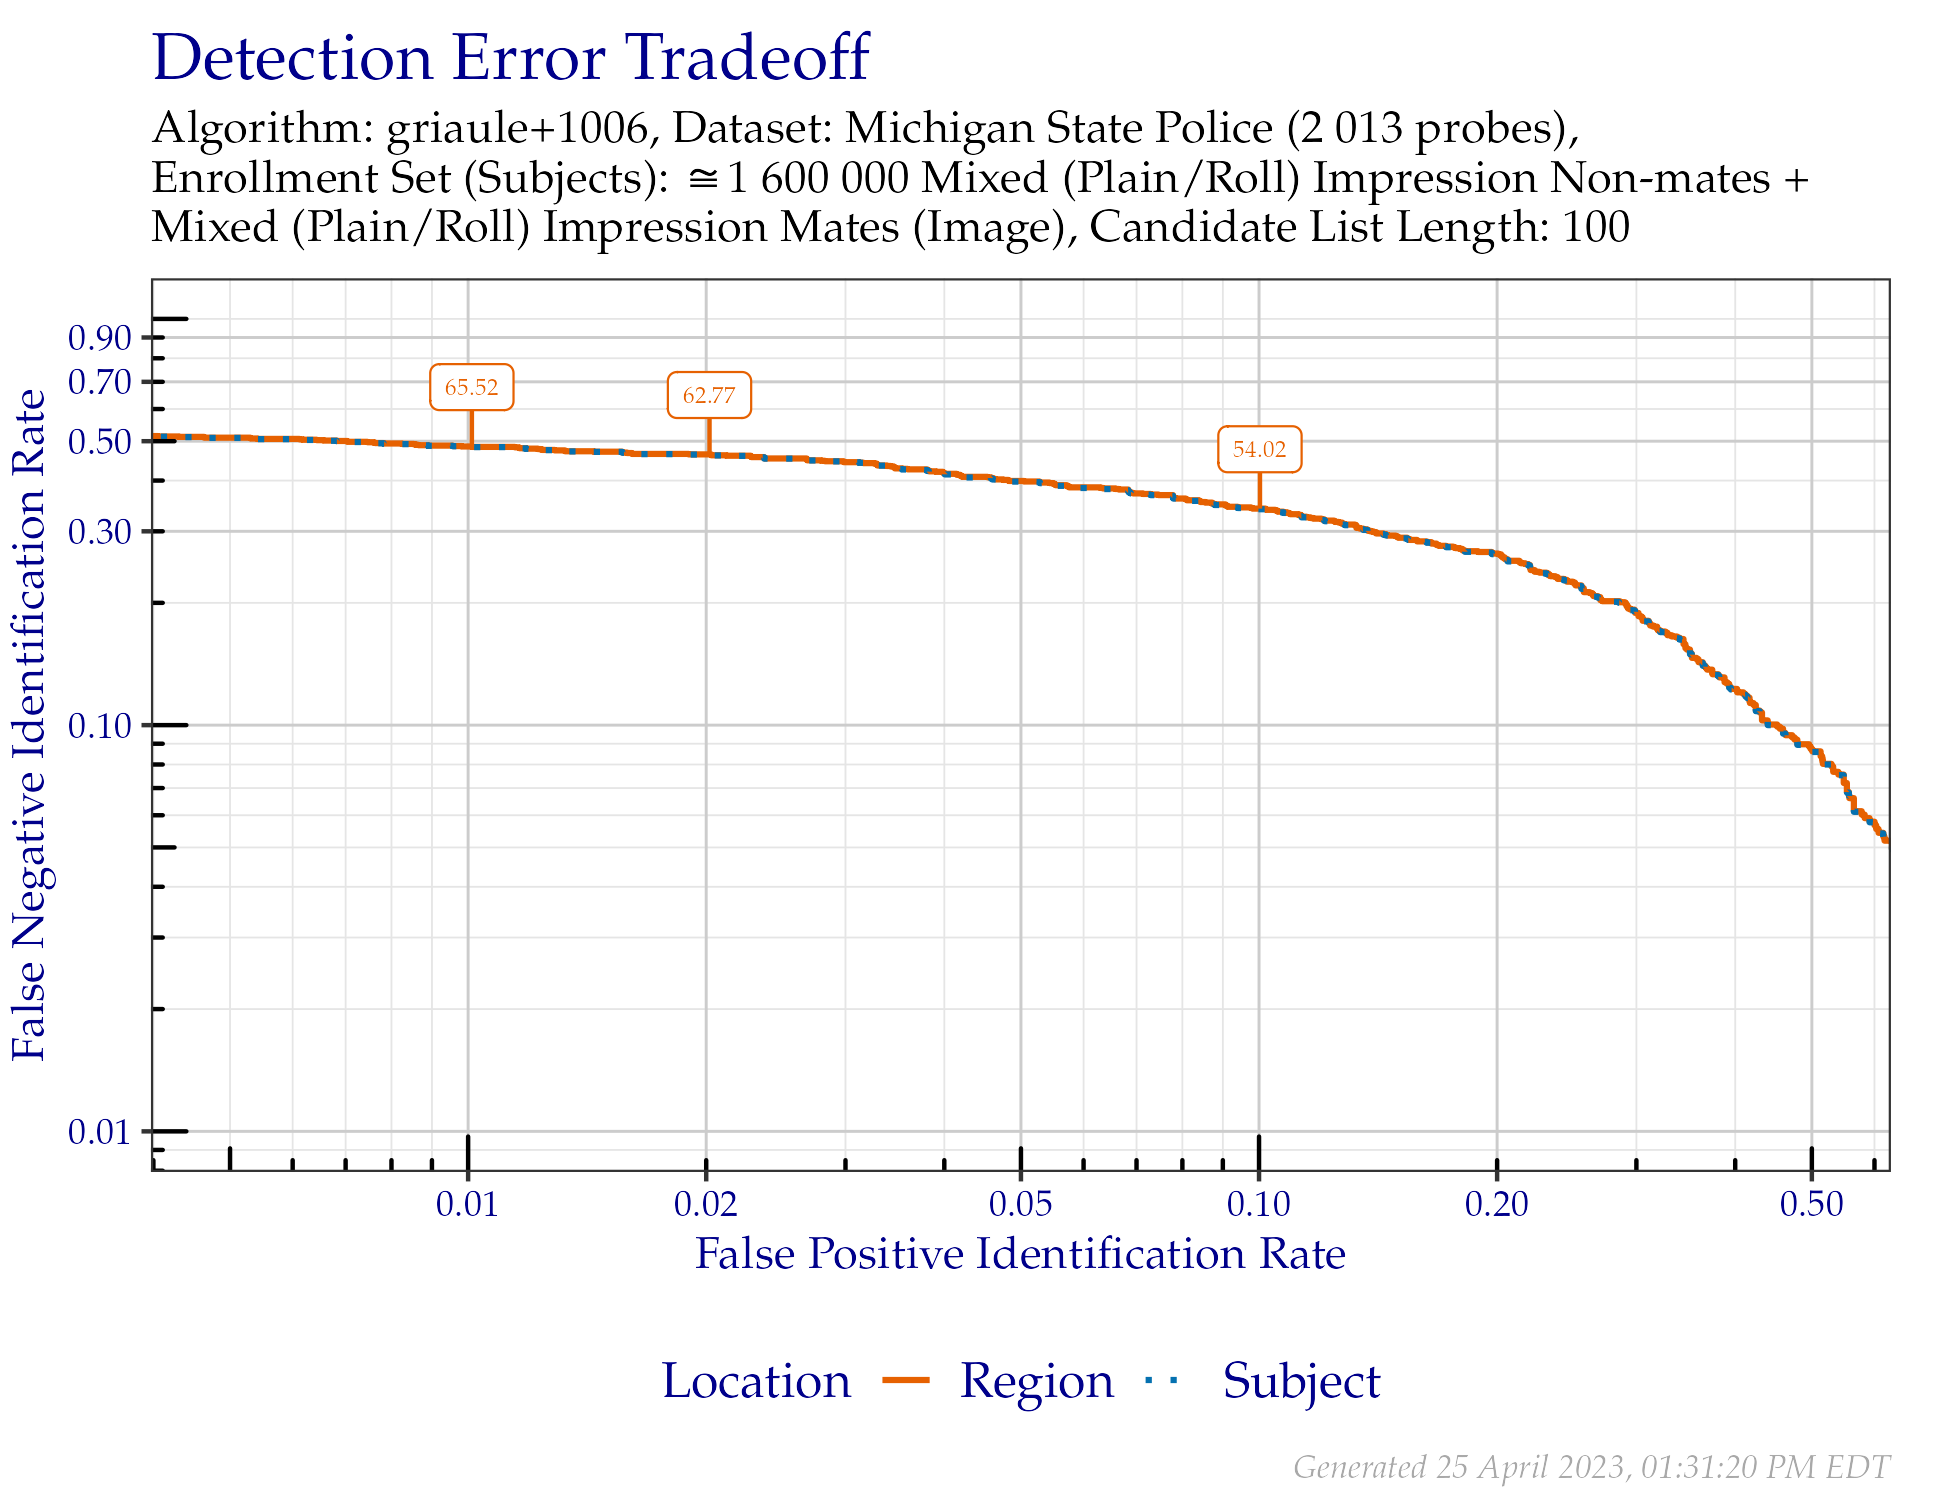 Detection Error Tradeoff
Algorithm: griaule+1006, Dataset: Michigan State Police (2 013 probes),
Enrollment Set (Subjects): ≅1 600 000 Mixed (Plain/Roll) Impression Non-mates +
Mixed (Plain/Roll) Impression Mates (Image), Candidate List Length: 100
False Negative Identification Rate
0.90
0.70
0.50
0.30
0.10
0.01
65.52
62.77
54.02
0.01 0.02 0.05 0.10 0.20 0.50
False Positive Identification Rate
Location Region Subject
Generated 25 April 2023, 01:31:20 PM EDT